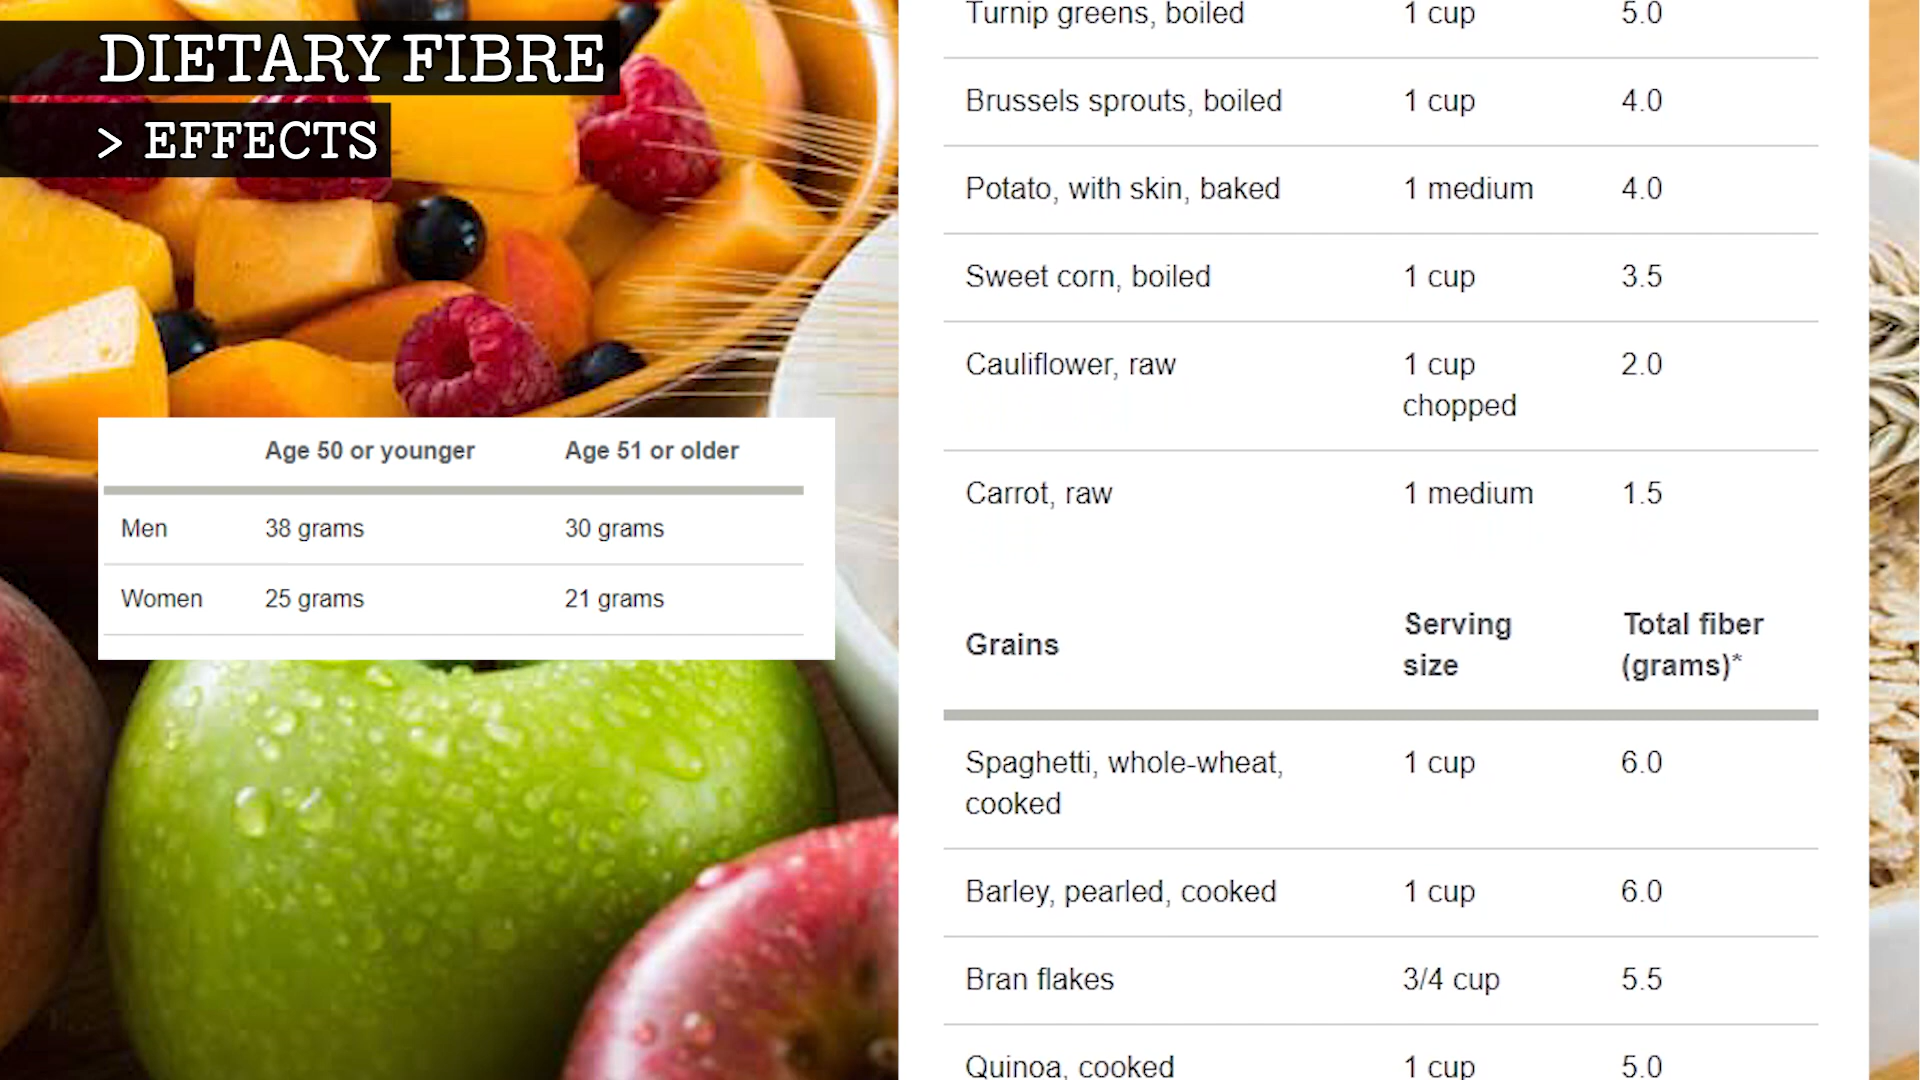 DIETARY FIBRE
> EFFECTS
Age 50 or younger Age 51 or older
Men 38 grams 30 grams
Women 25 grams 21 grams
Turnip greens, boiled 1 cup 5.0
Brussels sprouts, boiled 1 cup 4.0
Potato, with skin, baked 1 medium 4.0
Sweet corn, boiled 1 cup 3.5
Cauliflower, raw 1 cup 2.0
chopped
Carrot, raw 1 medium 1.5
Grains Serving size Total fiber (grams)*
Spaghetti, whole-wheat, 1 cup 6.0
cooked
Barley, pearled, cooked 1 cup 6.0
Bran flakes 3/4 cup 5.5
Quinoa, cooked 1 cup 5.0